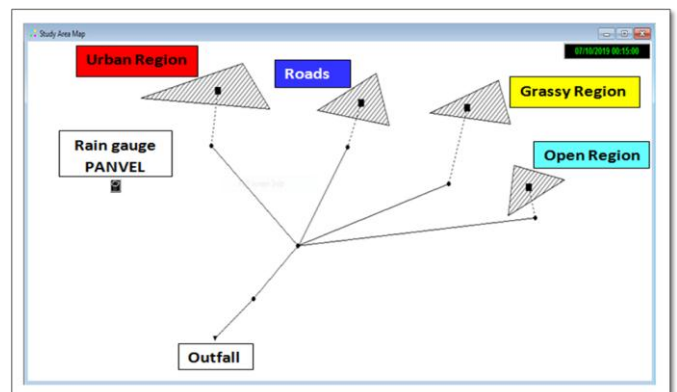 Study Area Map
07/10/2019 00:15:00
Urban Region
Roads
Grassy Region
Rain gauge
PANVEL
Open Region
Outfall